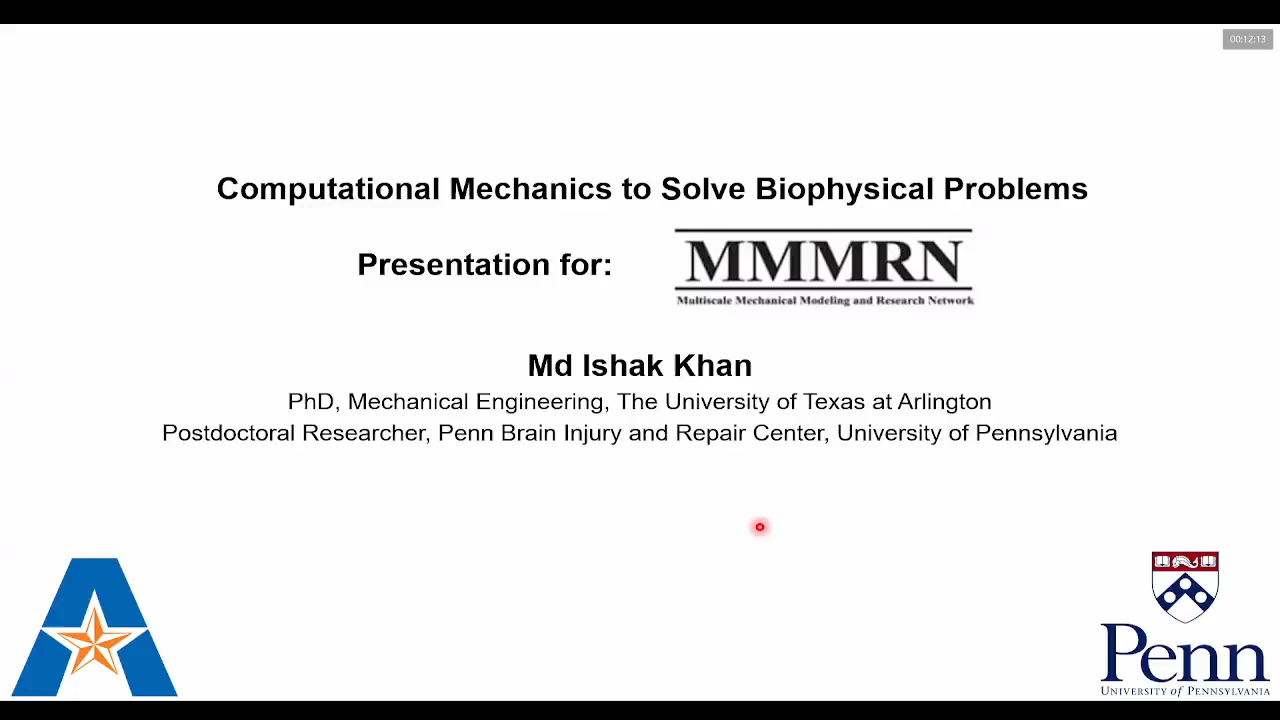 00:12:13
Computational Mechanics to Solve Biophysical Problems
Presentation for:
MMMRN
Multiscale Mechanical Modeling and Research Network
Md Ishak Khan
PhD, Mechanical Engineering, The University of Texas at Arlington
Postdoctoral Researcher, Penn Brain Injury and Repair Center, University of Pennsylvania
A
Penn
UNIVERSITY of PENNSYLVANIA